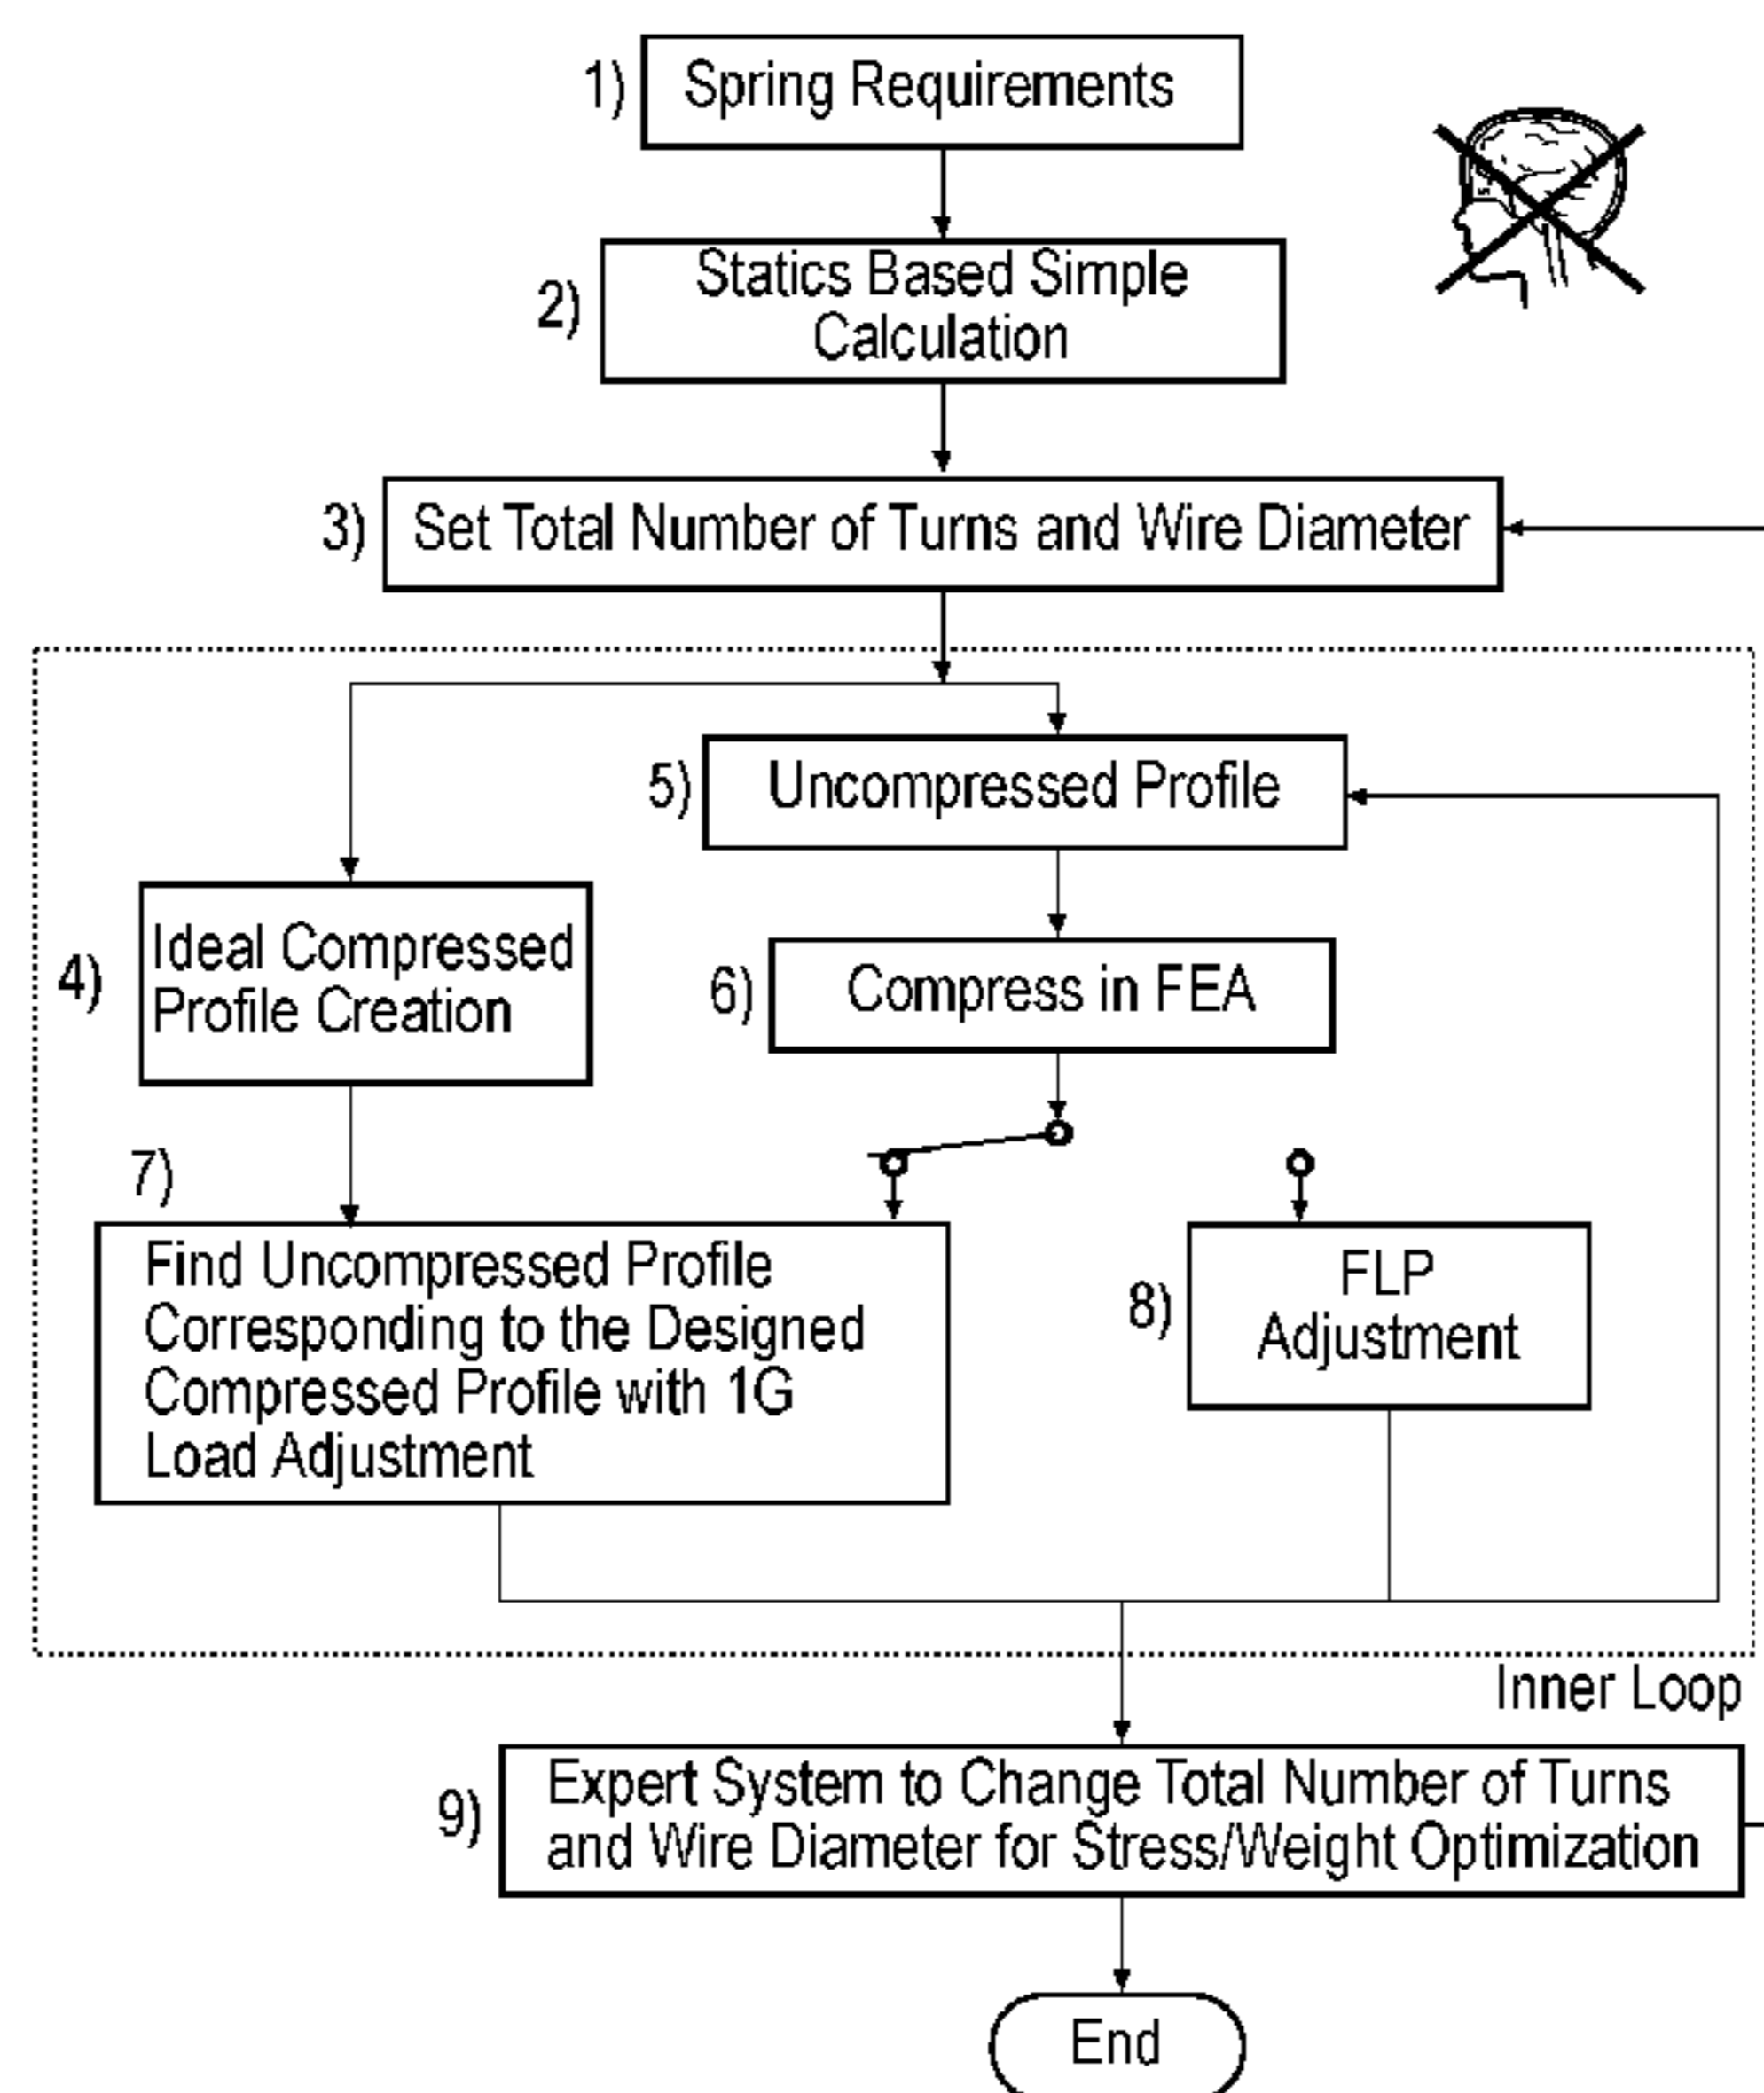 1) Spring Requirements
2) Statics Based Simple
Calculation
3) Set Total Number of Turns and Wire Diameter
5) Uncompressed Profile
4) Ideal Compressed
Profile Creation
6) Compress in FEA
7)
Find Uncompressed Profile
Corresponding to the Designed
Compressed Profile with 1G
Load Adjustment
8) FLP
Adjustment
Inner Loop
9) Expert System to Change Total Number of Turns
and Wire Diameter for Stress/Weight Optimization
End